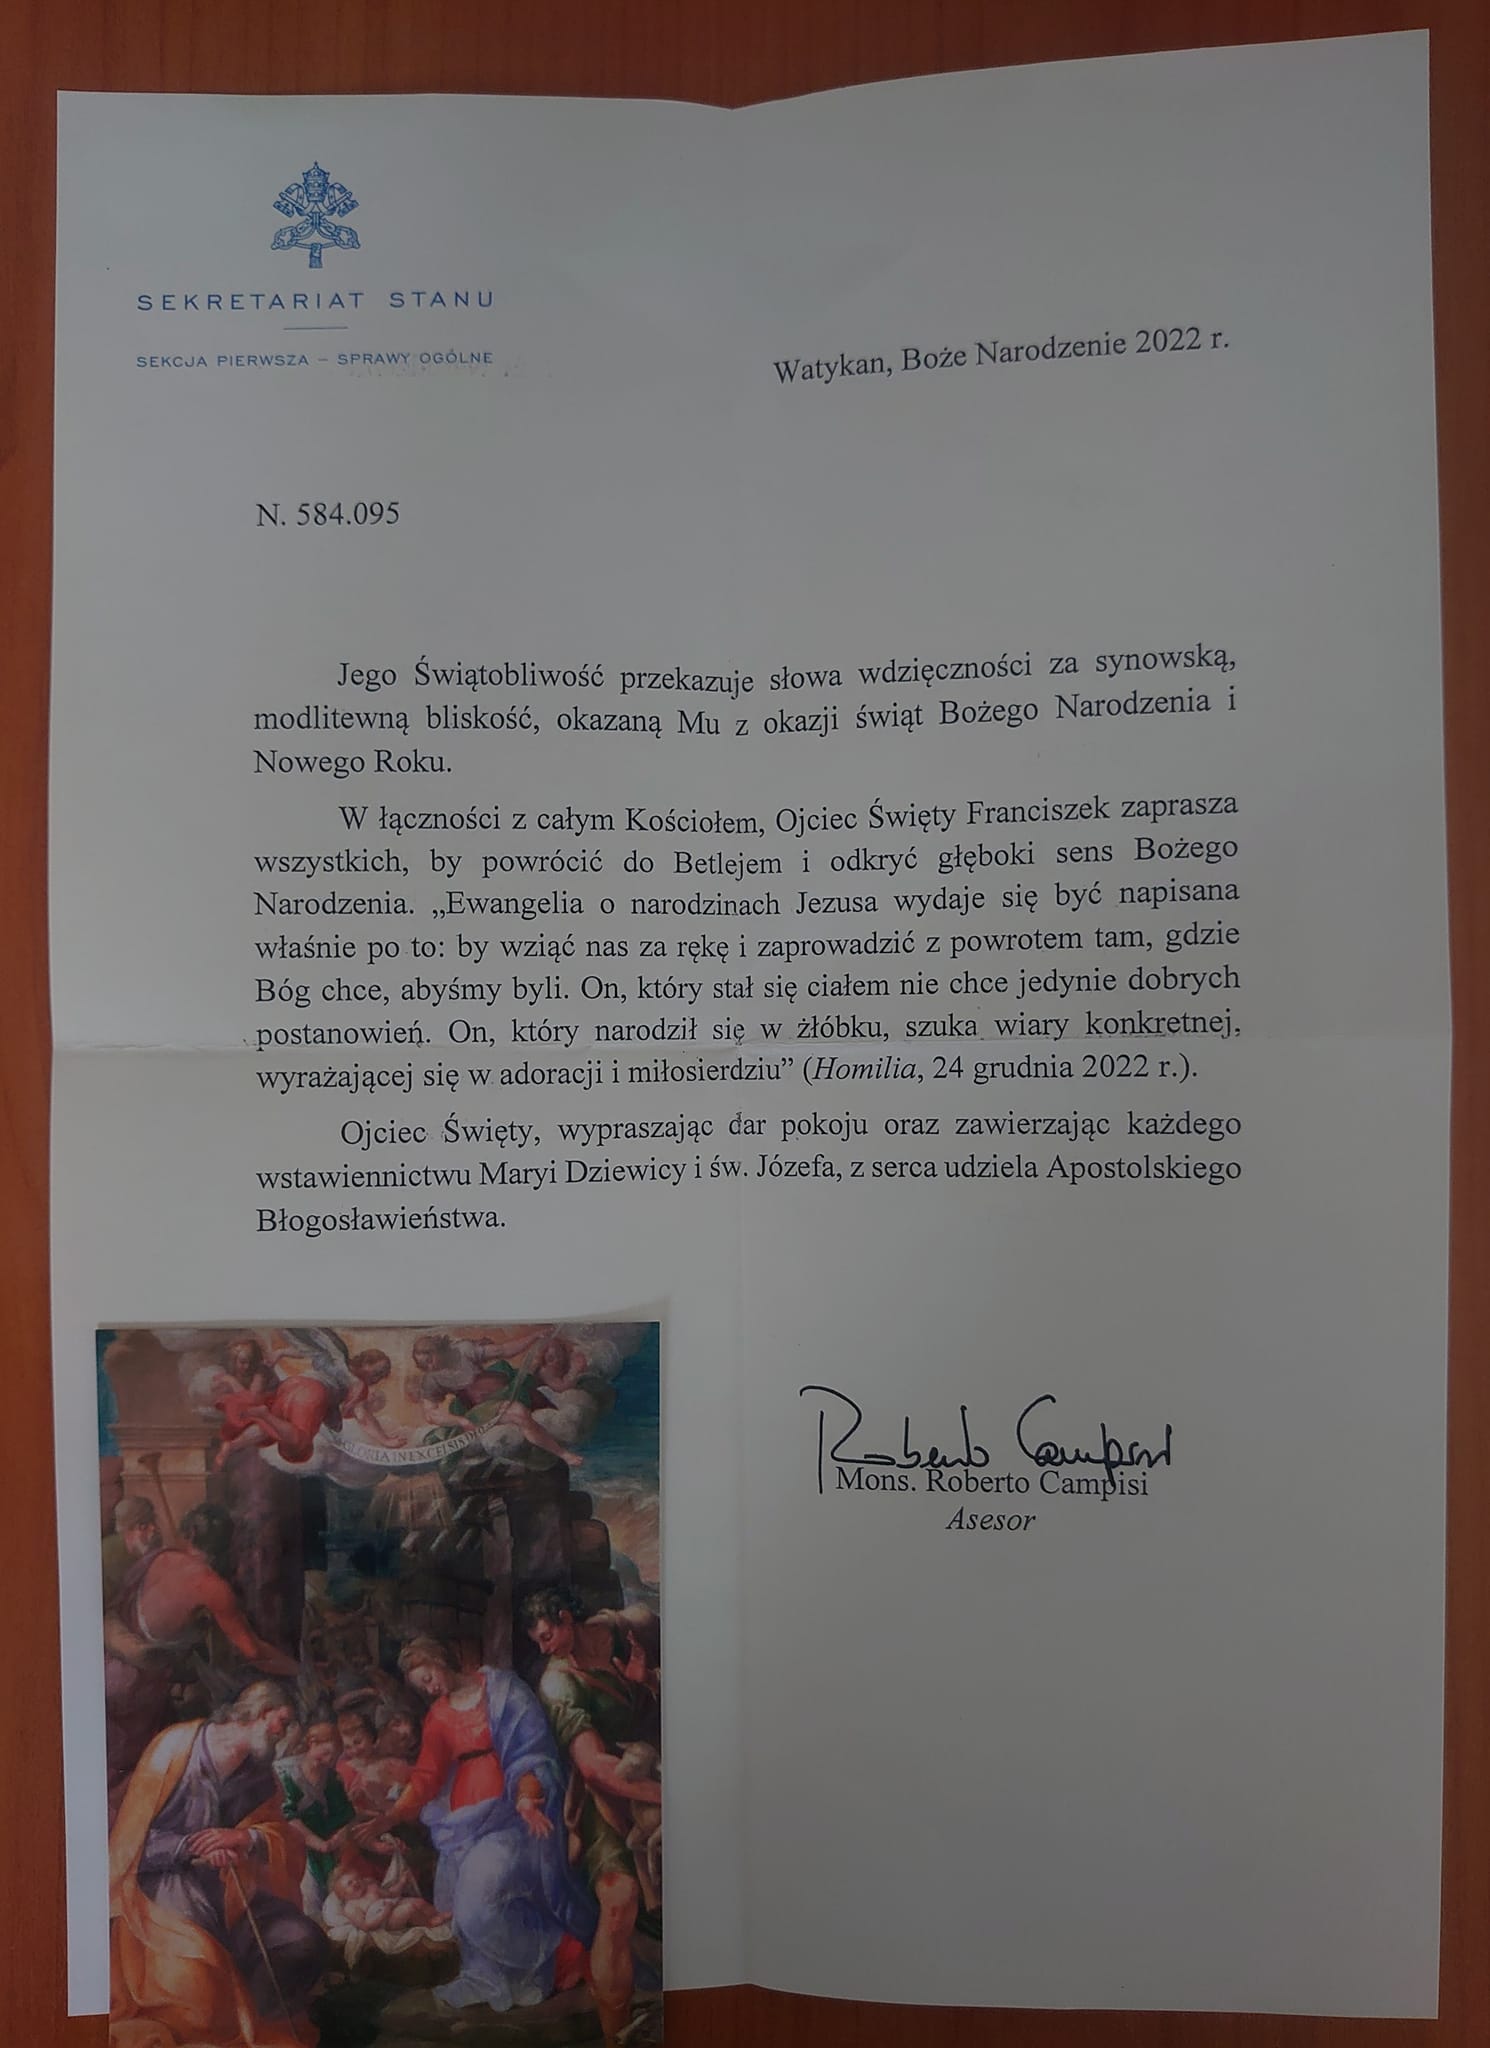 SEKRETARIAT STANU
SEKCJA PIERWSZA – SPRAWY OGÓLNE
Watykan, Boże Narodzenie 2022 r.
N. 584.095
Jego Świątobliwość przekazuje słowa wdzięczności za synowską,
modlitewną bliskość, okazaną Mu z okazji świąt Bożego Narodzenia i
Nowego Roku.
W łączności z całym Kościołem, Ojciec Święty Franciszek zaprasza
wszystkich, by powrócić do Betlejem i odkryć głęboki sens Bożego
Narodzenia. „Ewangelia o narodzinach Jezusa wydaje się być napisana
właśnie po to: by wziąć nas za rękę i zaprowadzić z powrotem tam, gdzie
Bóg chce, abyśmy byli. On, który stał się ciałem nie chce jedynie dobrych
postanowień. On, który narodził się w żłóbku, szuka wiary konkretnej,
wyrażającej się w adoracji i miłosierdziu” (Homilia, 24 grudnia 2022 r.).
Ojciec Święty, wypraszając dar pokoju oraz zawierzając każdego
wstawiennictwu Maryi Dziewicy i św. Józefa, z serca udziela Apostolskiego
Błogosławieństwa.
GLORIA IN EXCELSIS DEO
Roberto Campisi
Mons. Roberto Campisi
Asesor